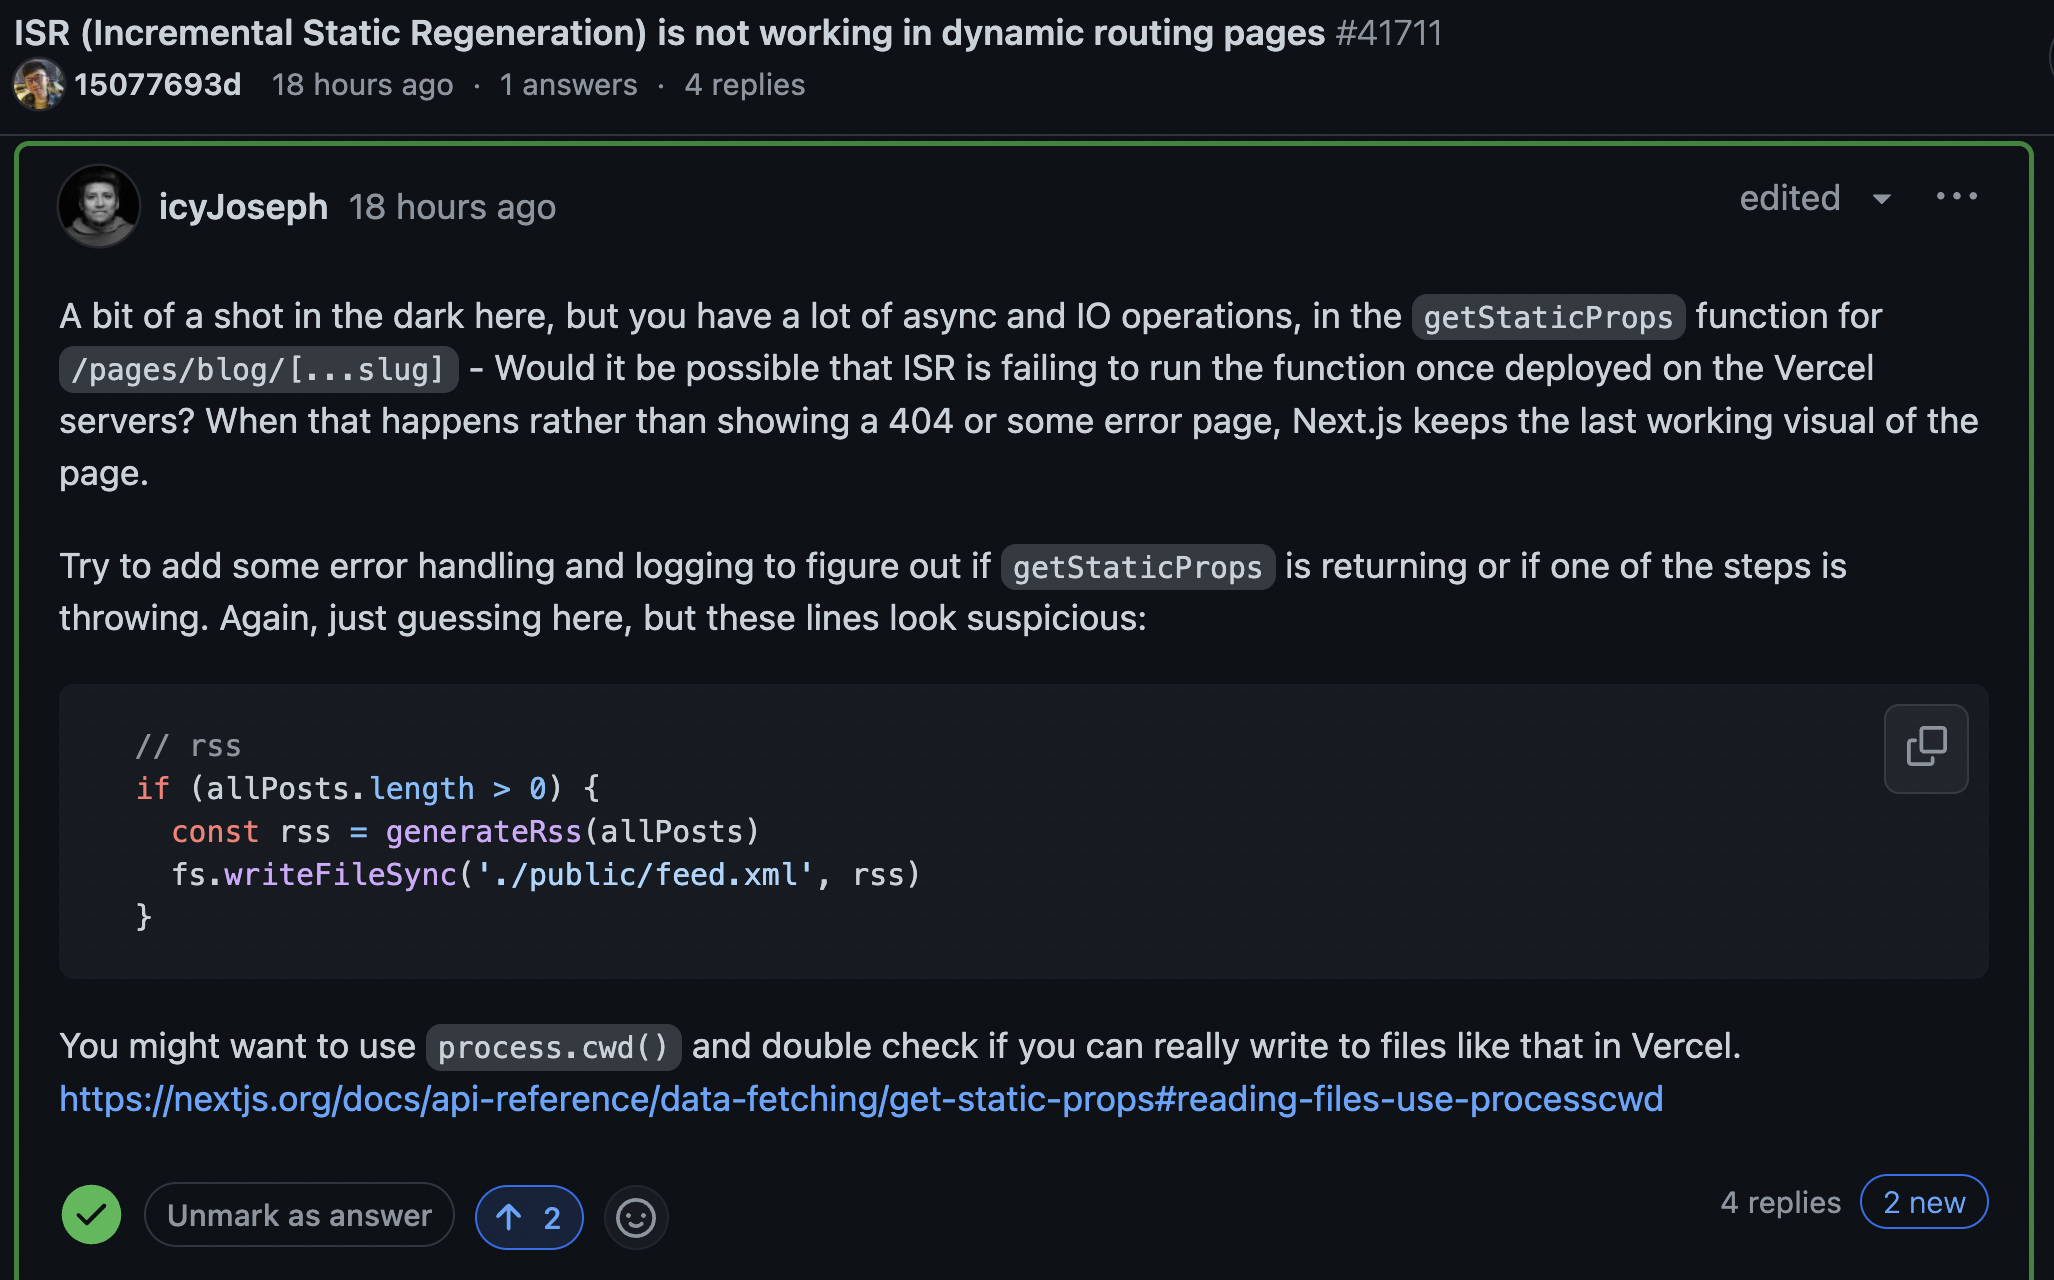 ISR (Incremental Static Regeneration) is not working in dynamic routing pages #41711
15077693d 18 hours ago · 1 answers · 4 replies
icyJoseph 18 hours ago edited
A bit of a shot in the dark here, but you have a lot of async and IO operations, in the getStaticProps function for
/pages/blog/[...slug] - Would it be possible that ISR is failing to run the function once deployed on the Vercel
servers? When that happens rather than showing a 404 or some error page, Next.js keeps the last working visual of the
page.
Try to add some error handling and logging to figure out if getStaticProps is returning or if one of the steps is
throwing. Again, just guessing here, but these lines look suspicious:
// rss
if (allPosts.length > 0) {
  const rss = generateRss(allPosts)
  fs.writeFileSync('./public/feed.xml', rss)
}
You might want to use process.cwd() and double check if you can really write to files like that in Vercel.
https://nextjs.org/docs/api-reference/data-fetching/get-static-props#reading-files-use-processcwd
Unmark as answer 2 4 replies 2 new